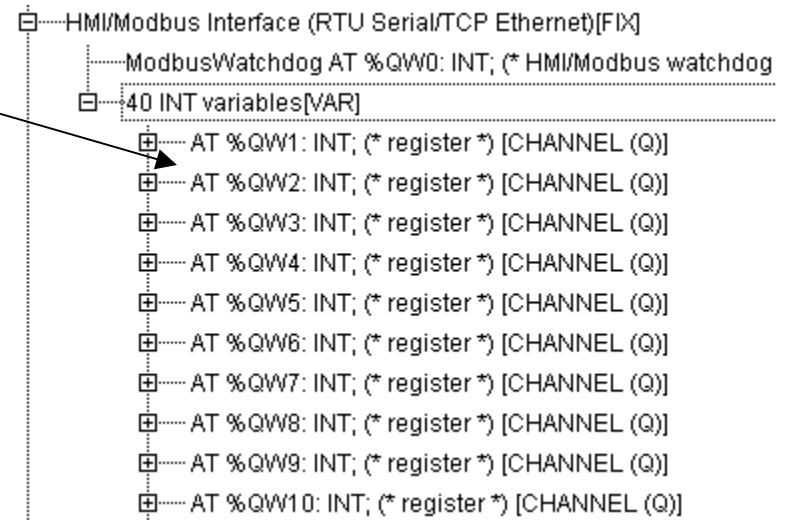 HMI/Modbus Interface (RTU Serial/TCP Ethernet)[FIX]
ModbusWatchdog AT %QW0: INT; (* HMI/Modbus watchdog
40 INT variables[VAR]
AT %QW1: INT; (* register *) [CHANNEL (Q)]
AT %QW2: INT; (* register *) [CHANNEL (Q)]
AT %QW3: INT; (* register *) [CHANNEL (Q)]
AT %QW4: INT; (* register *) [CHANNEL (Q)]
AT %QW5: INT; (* register *) [CHANNEL (Q)]
AT %QW6: INT; (* register *) [CHANNEL (Q)]
AT %QW7: INT; (* register *) [CHANNEL (Q)]
AT %QW8: INT; (* register *) [CHANNEL (Q)]
AT %QW9: INT; (* register *) [CHANNEL (Q)]
AT %QW10: INT; (* register *) [CHANNEL (Q)]